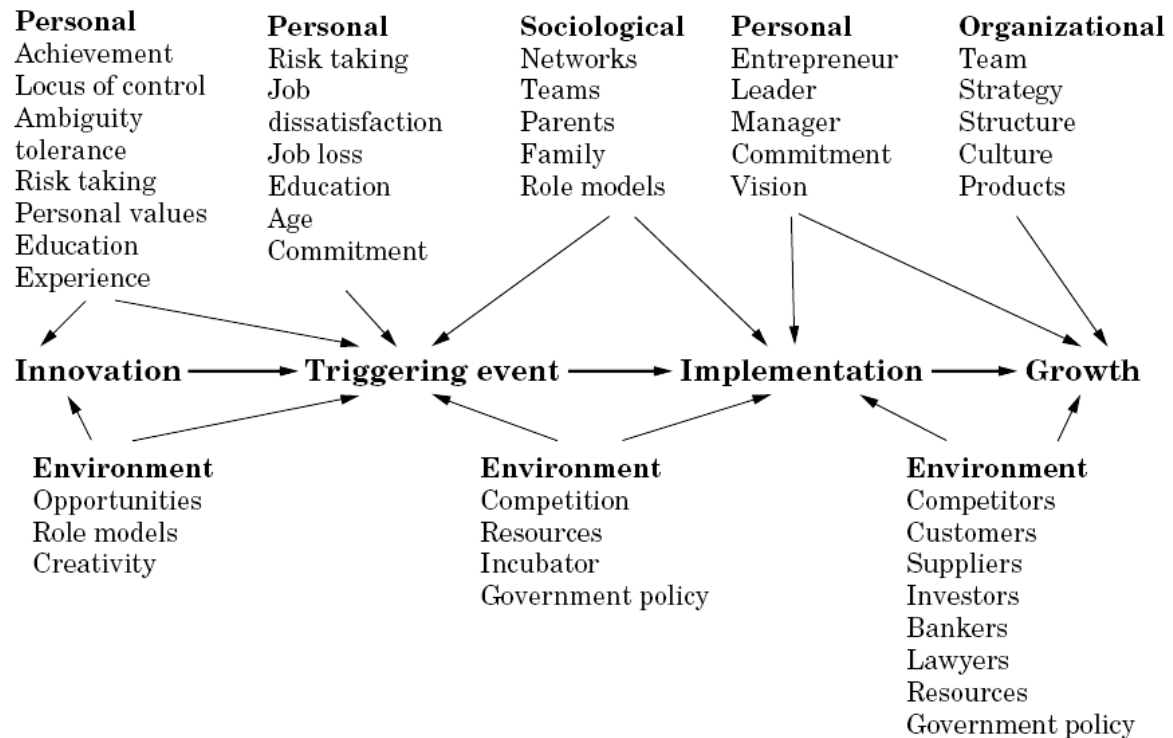 Personal
Achievement
Locus of control
Ambiguity
tolerance
Risk taking
Personal values
Education
Experience
Personal
Risk taking
Job
dissatisfaction
Job loss
Education
Age
Commitment
Sociological
Networks
Teams
Parents
Family
Role models
Personal
Entrepreneur
Leader
Manager
Commitment
Vision
Organizational
Team
Strategy
Structure
Culture
Products
Innovation
Triggering event
Implementation
Growth
Environment
Opportunities
Role models
Creativity
Environment
Competition
Resources
Incubator
Government policy
Environment
Competitors
Customers
Suppliers
Investors
Bankers
Lawyers
Resources
Government policy